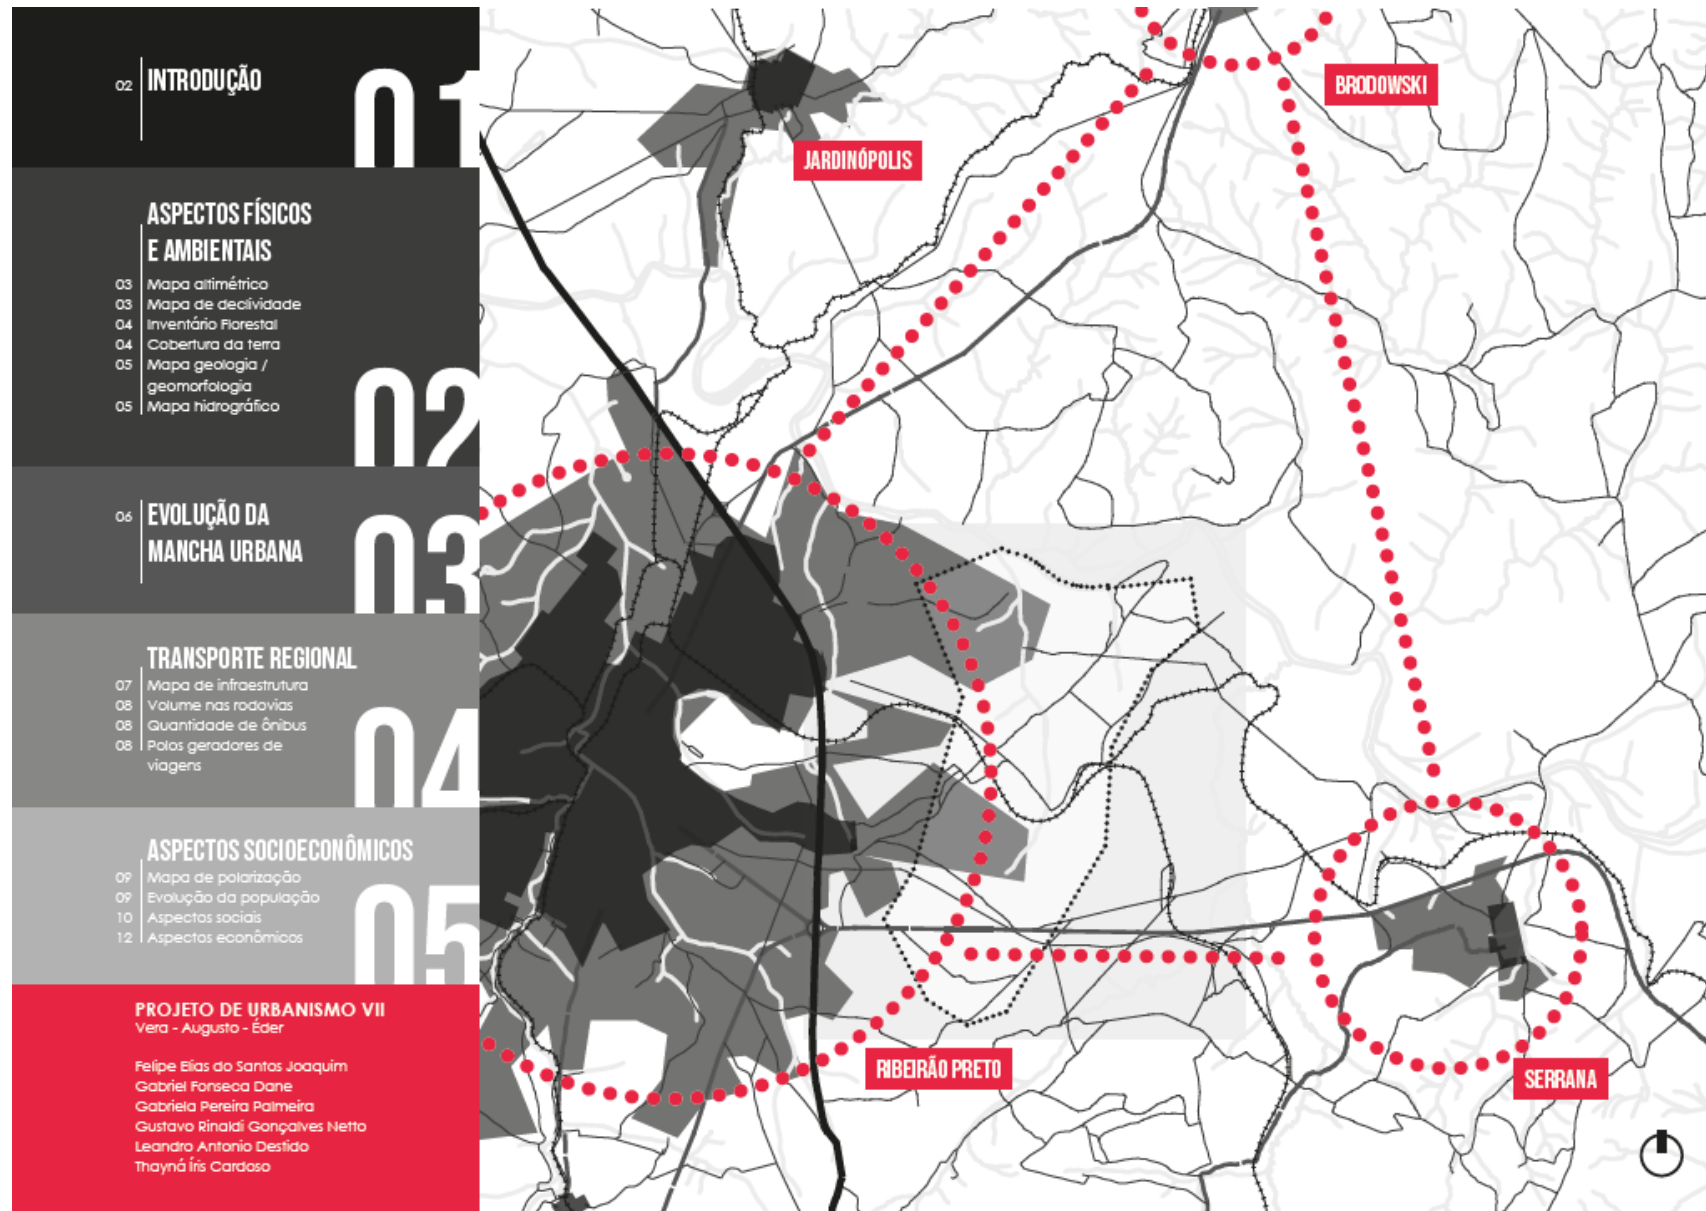 02 INTRODUÇÃO
01
ASPECTOS FÍSICOS
E AMBIENTAIS
03 Mapa altimétrico
03 Mapa de declividade
04 Inventário Florestal
04 Cobertura da terra
05 Mapa geologia /
geomorfologia
05 Mapa hidrográfico
02
06 EVOLUÇÃO DA
MANCHA URBANA
03
TRANSPORTE REGIONAL
07 Mapa de infraestrutura
08 Volume nas rodovias
08 Quantidade de ônibus
08 Polos geradores de
viagens
04
ASPECTOS SOCIOECONÔMICOS
09 Mapa de polarização
09 Evolução da população
10 Aspectos sociais
12 Aspectos econômicos
05
PROJETO DE URBANISMO VII
Vera - Augusto - Éder
Felipe Elias do Santos Joaquim
Gabriel Fonseca Dane
Gabriela Pereira Palmeira
Gustavo Rinaldi Gonçalves Netto
Leandro Antonio Destido
Thayná Íris Cardoso
BRODOWSKI
JARDINÓPOLIS
RIBEIRÃO PRETO
SERRANA